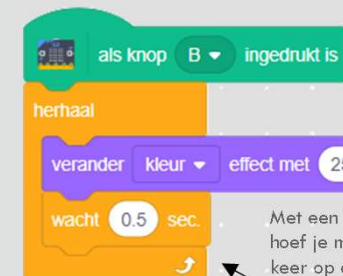 als knop B ingedrukt is
herhaal
verander kleur effect met 25
wacht 0.5 sec.
Met een
hoef je
keer op